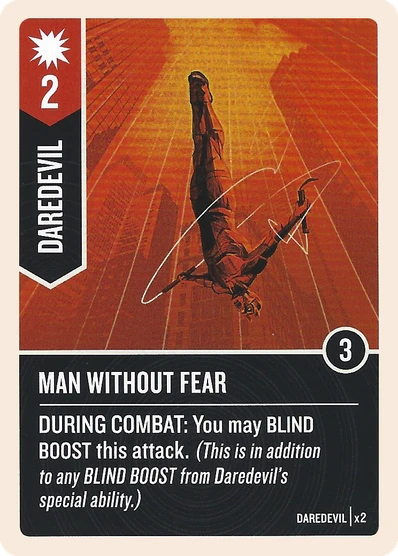 2
DAREDEVIL
3
MAN WITHOUT FEAR
DURING COMBAT: You may BLIND
BOOST this attack. (This is in addition
to any BLIND BOOST from Daredevil's
special ability.)
DAREDEVIL | x2